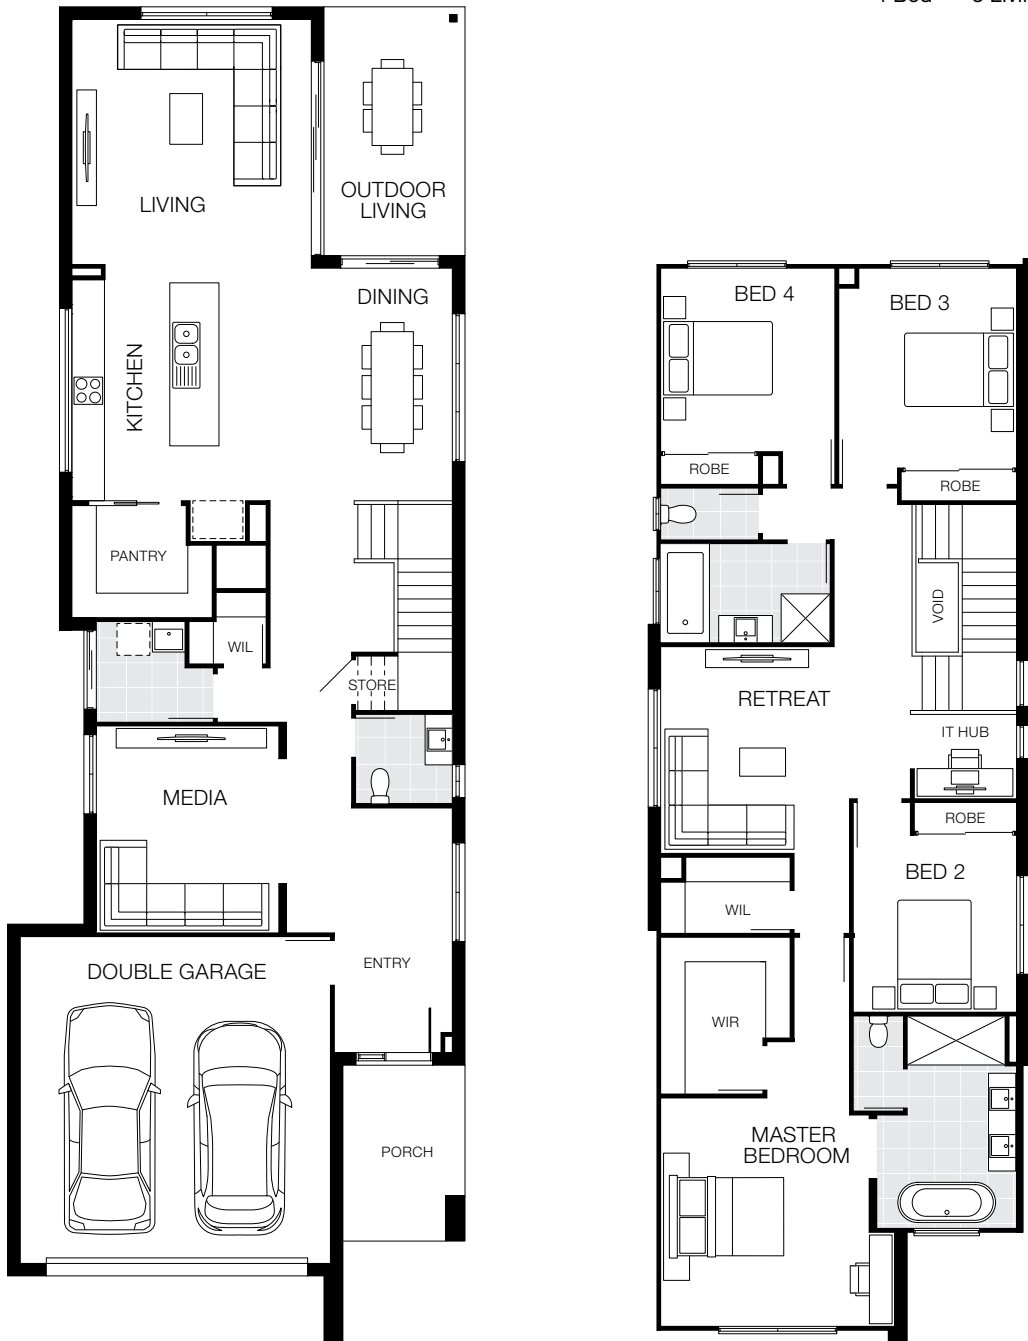 LIVING
OUTDOOR
LIVING
DINING
KITCHEN
PANTRY
WIL
STORE
MEDIA
ENTRY
DOUBLE GARAGE
PORCH
BED 4
BED 3
ROBE
ROBE
VOID
RETREAT
IT HUB
ROBE
BED 2
WIL
WIR
MASTER
BEDROOM